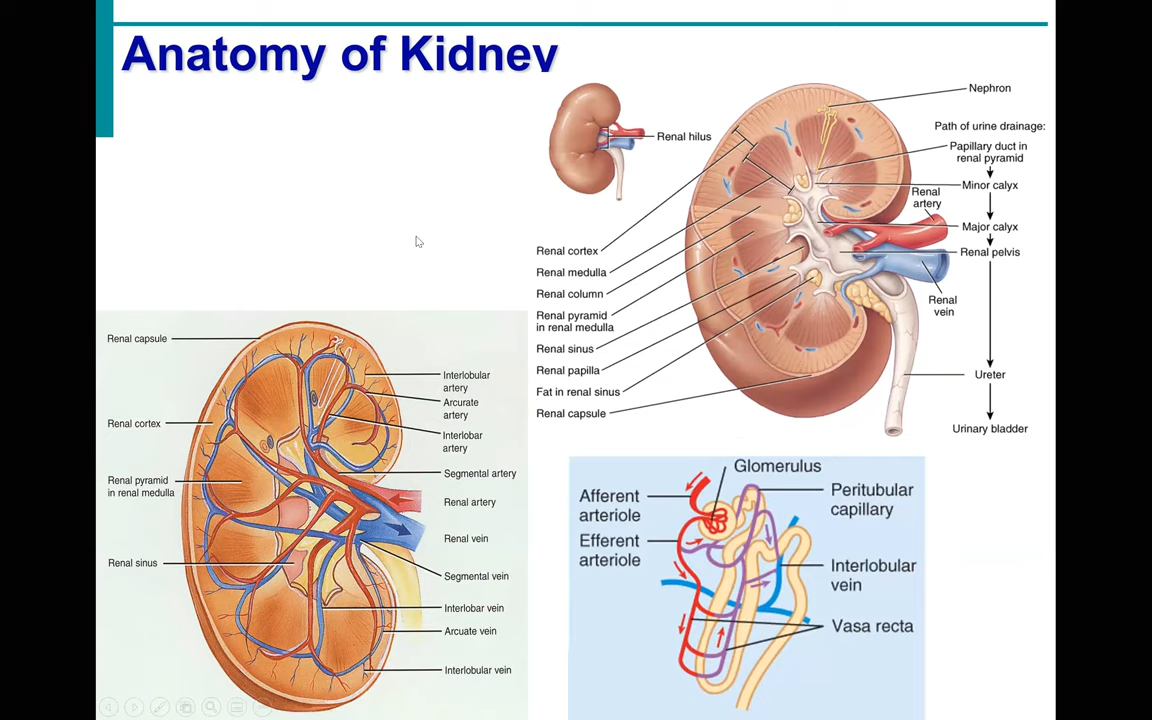 Anatomy of Kidney
Renal hilus
Nephron
Path of urine drainage:
Papillary duct in
renal pyramid
Minor calyx
Renal
artery
Major calyx
Renal pelvis
Renal
vein
Ureter
Urinary bladder
Renal cortex
Renal medulla
Renal column
Renal pyramid
in renal medulla
Renal sinus
Renal papilla
Fat in renal sinus
Renal capsule
Renal capsule
Renal cortex
Renal pyramid
in renal medulla
Renal sinus
Interlobular
artery
Arcurate
artery
Interlobar
artery
Segmental artery
Renal artery
Renal vein
Segmental vein
Interlobar vein
Arcuate vein
Interlobular vein
Glomerulus
Afferent
arteriole
Efferent
arteriole
Peritubular
capillary
Interlobular
vein
Vasa recta